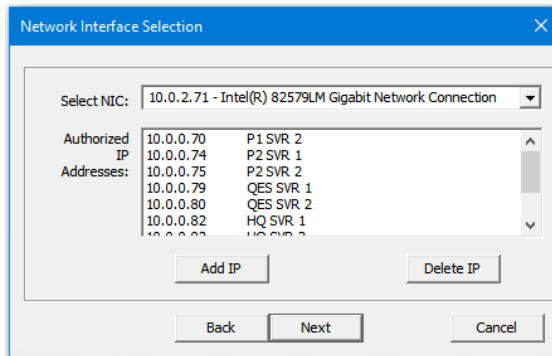 Network Interface Selection
Select NIC: 10.0.2.71 - Intel(R) 82579LM Gigabit Network Connection
Authorized IP Addresses:
10.0.0.70 P1 SVR 2
10.0.0.74 P2 SVR 1
10.0.0.75 P2 SVR 2
10.0.0.79 QES SVR 1
10.0.0.80 QES SVR 2
10.0.0.82 HQ SVR 1
Add IP Delete IP
Back Next Cancel